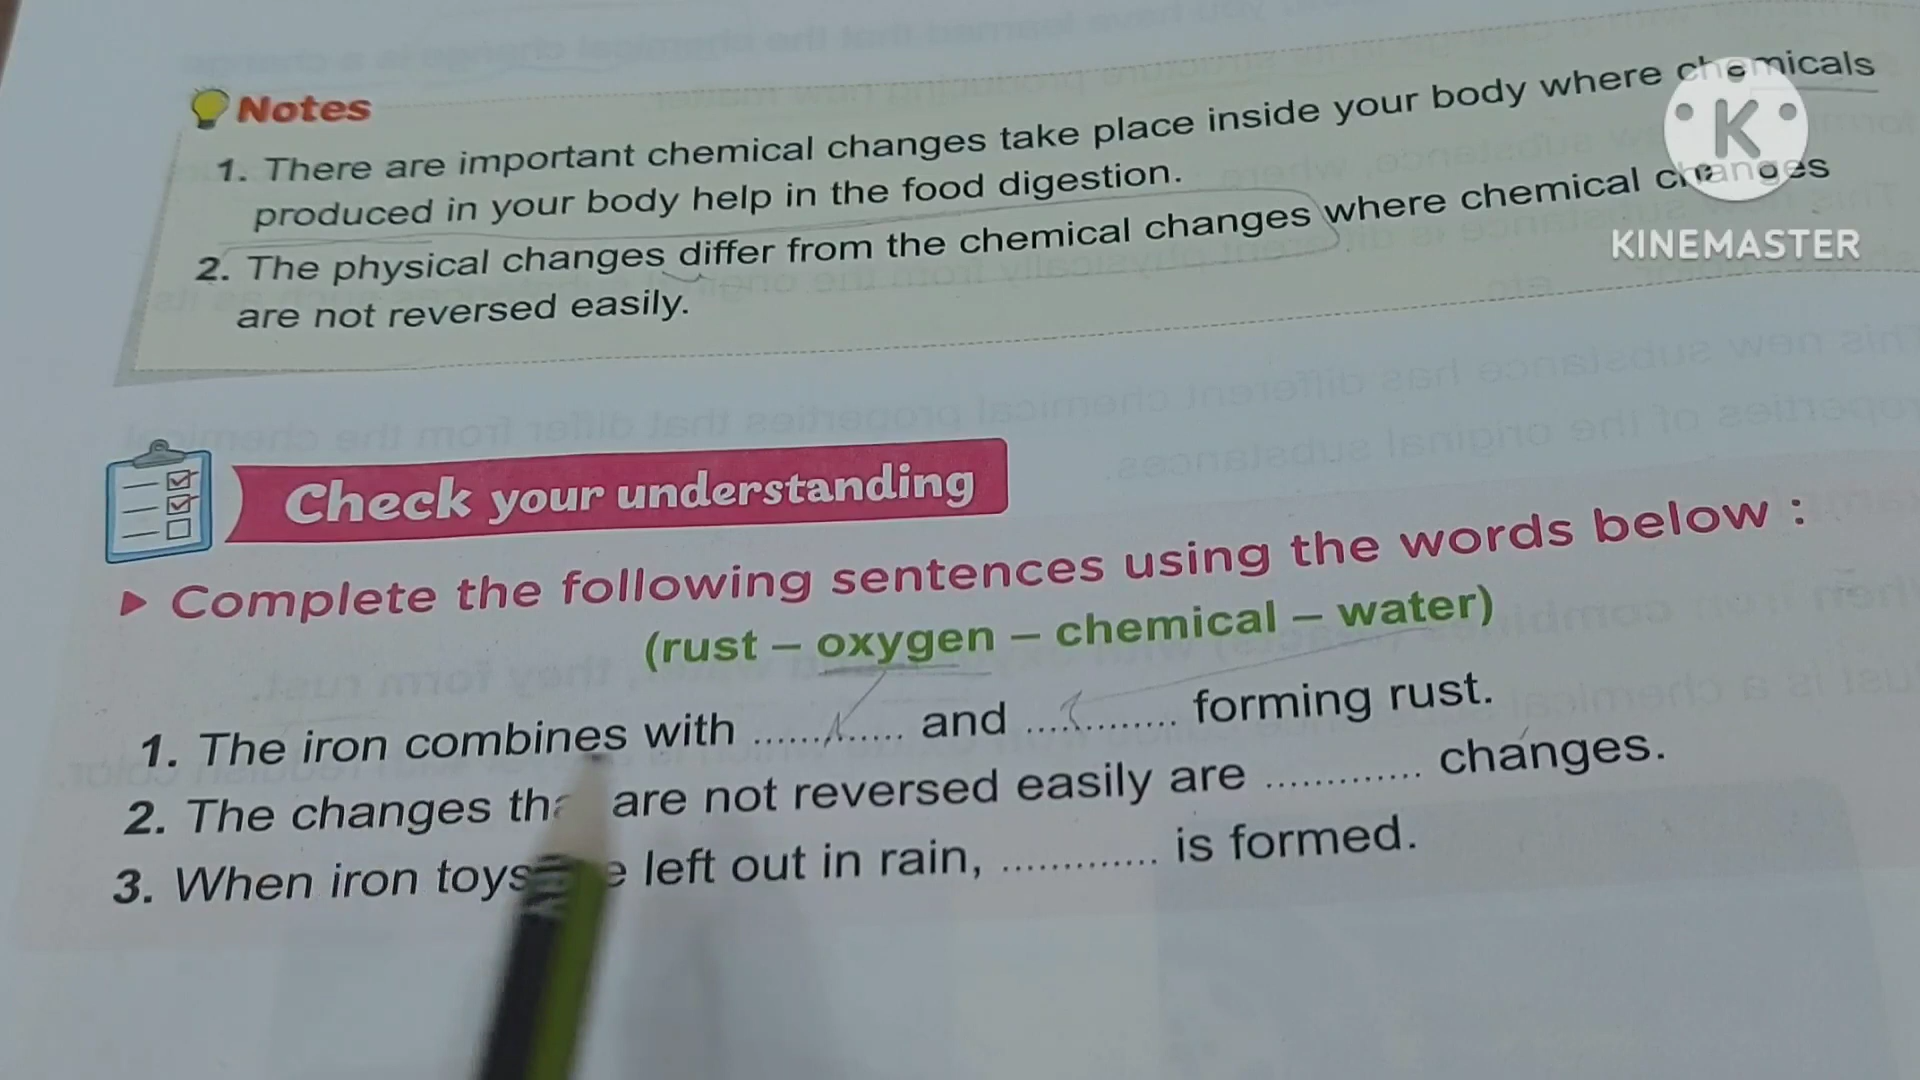 Notes
1. There are important chemical changes take place inside your body where chemicals
produced in your body help in the food digestion.
2. The physical changes differ from the chemical changes where chemical changes
are not reversed easily.
K
KINEMASTER
Check your understanding
Complete the following sentences using the words below :
(rust – oxygen – chemical – water)
1. The iron combines with ............ and ............ forming rust.
2. The changes tha are not reversed easily are ............ changes.
3. When iron toys e left out in rain, ............ is formed.